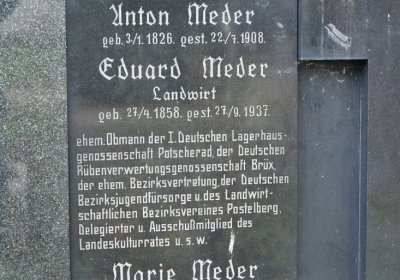 Anton Meder
geb. 3/1. 1826. gest. 22/7. 1908.
Eduard Meder
Landwirt
geb. 27/4. 1858. gest. 27/9. 1937.
ehem. Obmann der I. Deutschen Lagerhaus-
genossenschaft Potscherad, der Deutschen
Rübenverwertungsgenossenschaft Brüx,
der ehem. Bezirksvertretung, der Deutschen
Bezirksjugendfürsorge u. des Landwirt-
schaftlichen Bezirksvereines Postelberg,
Delegierter u. Ausschußmitglied des
Landeskulturrates u. s. w.
Marie Meder